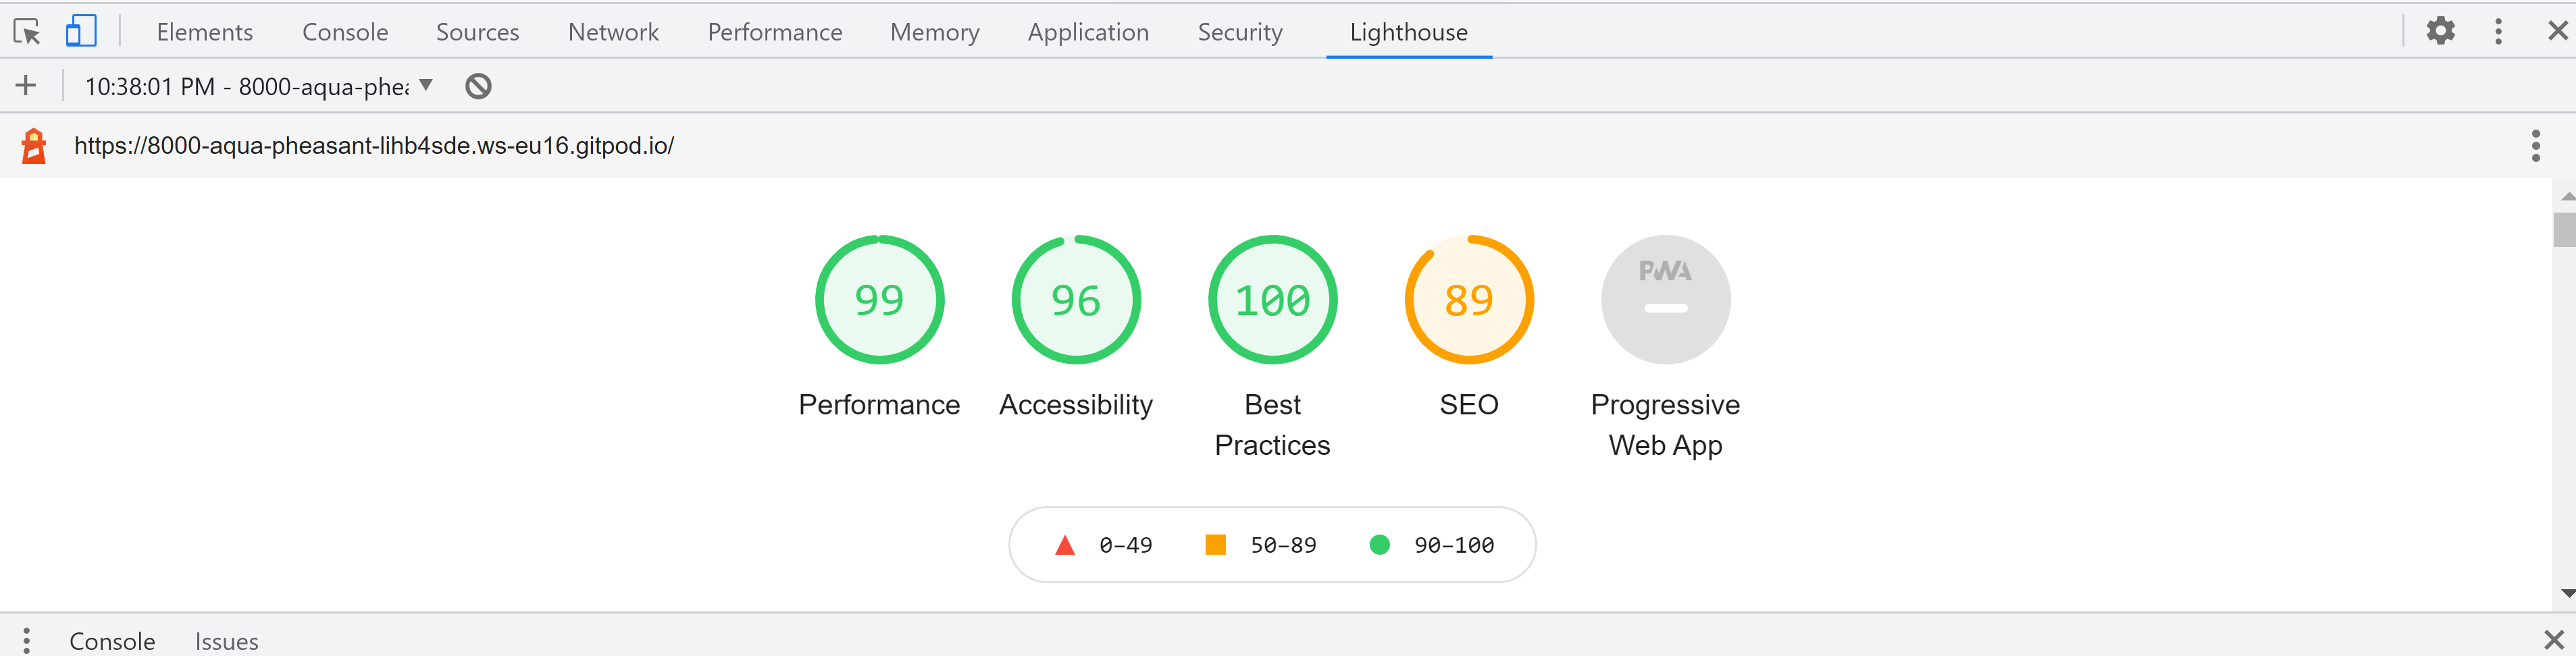 Elements Console Sources Network Performance Memory Application Security Lighthouse
10:38:01 PM - 8000-aqua-phea
https://8000-aqua-pheasant-lihb4sde.ws-eu16.gitpod.io/
PWA
99 96 100 89
Performance Accessibility Best Practices SEO Progressive Web App
0–49 50–89 90–100
Console Issues